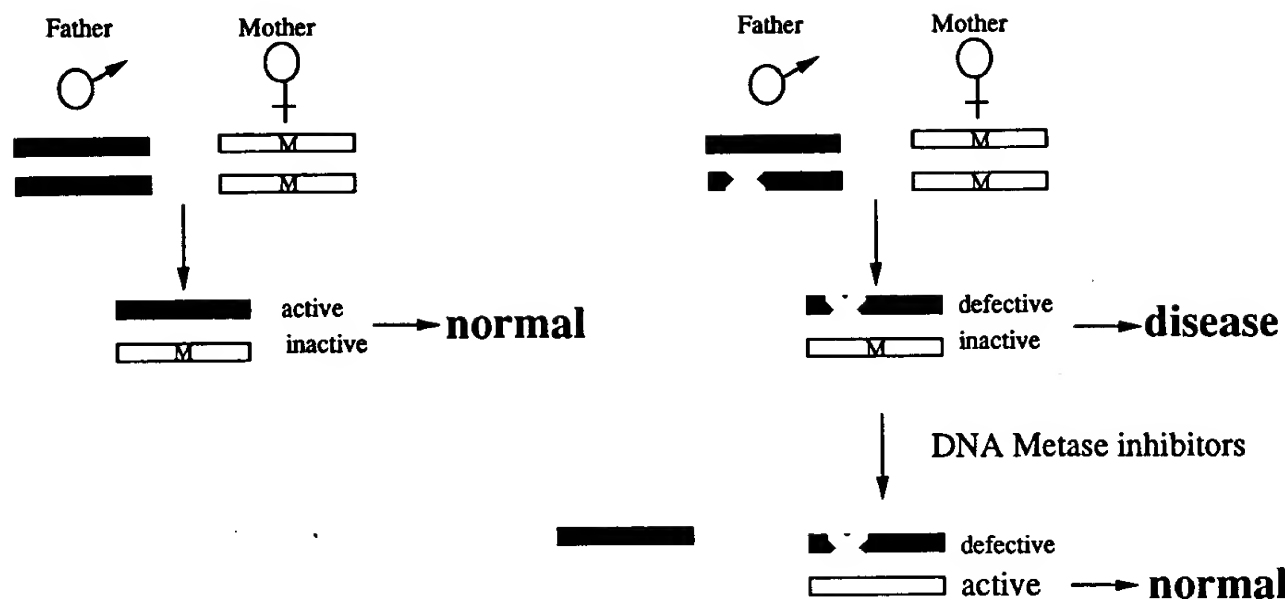 Father Mother
M
M
active
inactive → normal
M
Father Mother
M
M
defective
inactive → disease
M
DNA Metase inhibitors
defective
active → normal